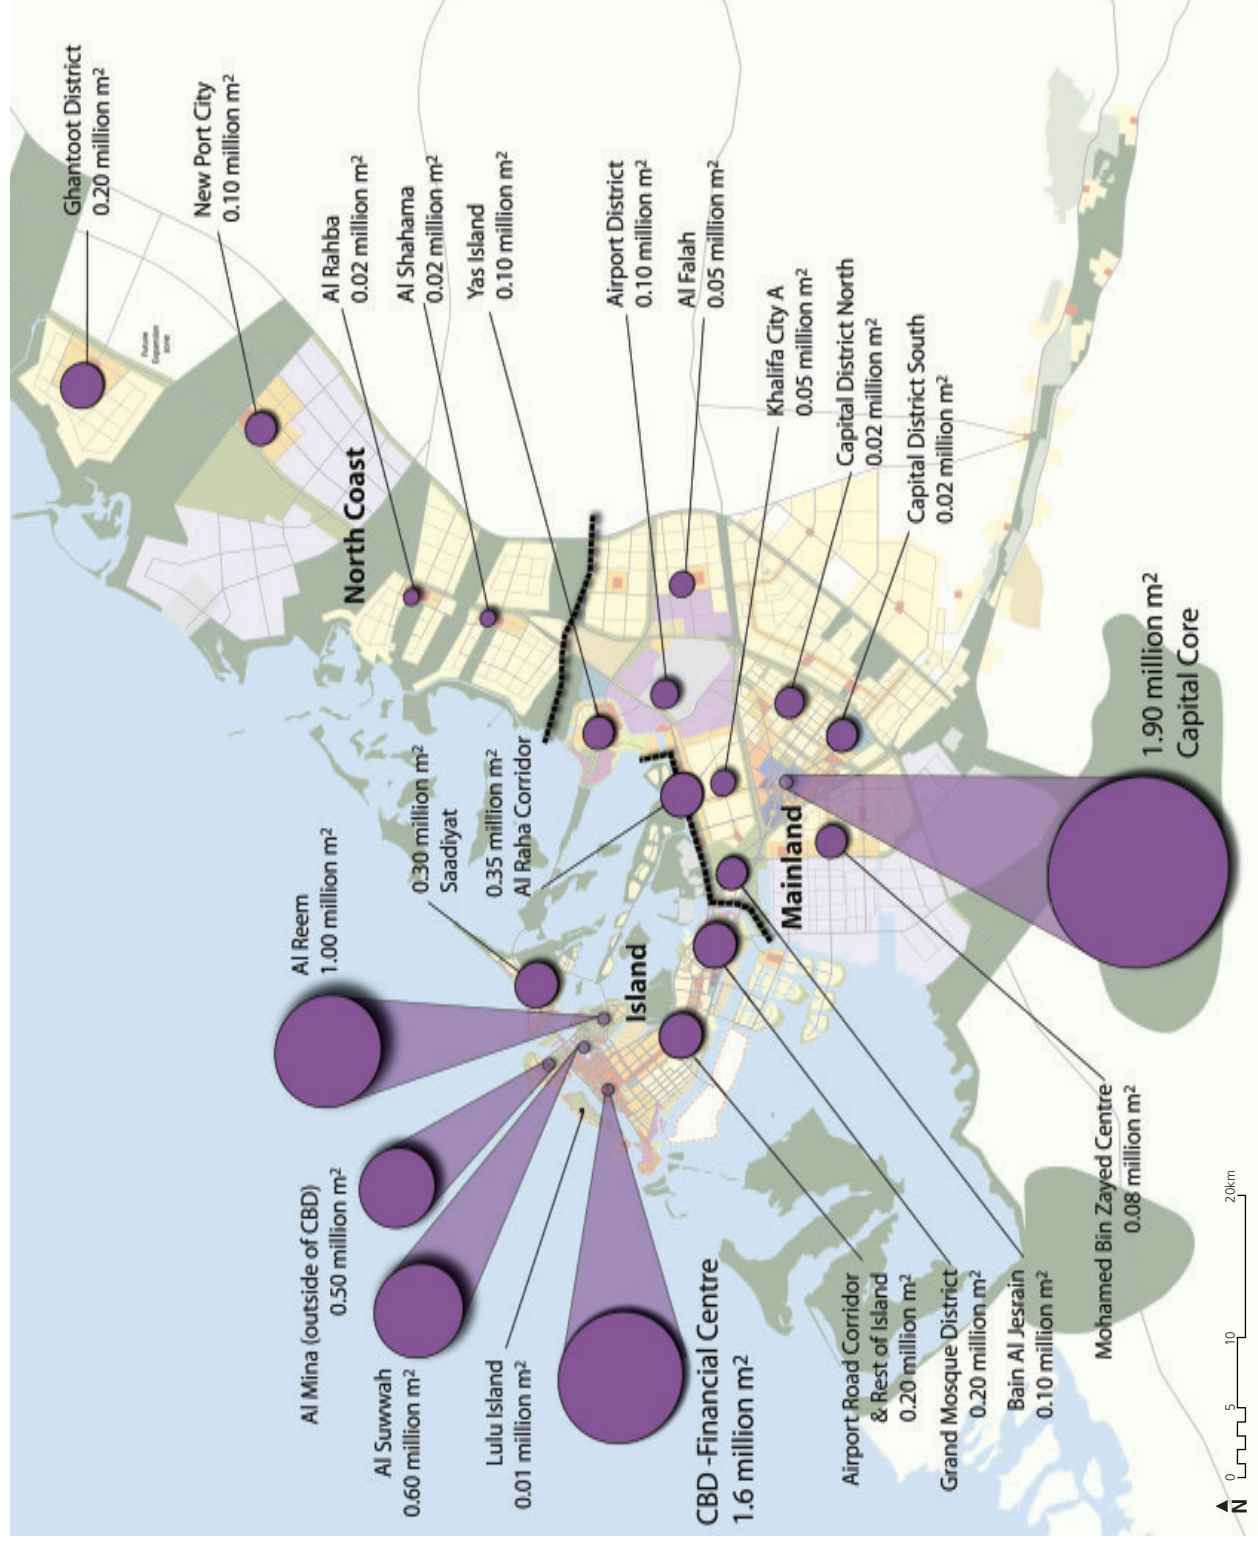 Ghantoot District
0.20 million m²
New Port City
0.10 million m²
Future
Expansion
zone
Al Rahba
0.02 million m²
Al Shahama
0.02 million m²
Yas Island
0.10 million m²
Airport District
0.10 million m²
Al Falah
0.05 million m²
Khalifa City A
0.05 million m²
Capital District North
0.02 million m²
Capital District South
0.02 million m²
North Coast
1.90 million m²
Capital Core
0.30 million m²
Saadiyat
0.35 million m²
Al Raha Corridor
Al Reem
1.00 million m²
Mainland
Island
Al Mina (outside of CBD)
0.50 million m²
Al Suwwah
0.60 million m²
Lulu Island
0.01 million m²
CBD -Financial Centre
1.6 million m²
Airport Road Corridor
& Rest of Island
0.20 million m²
Grand Mosque District
0.20 million m²
Bain Al Jesrain
0.10 million m²
Mohamed Bin Zayed Centre
0.08 million m²
N
0 5 10 20km